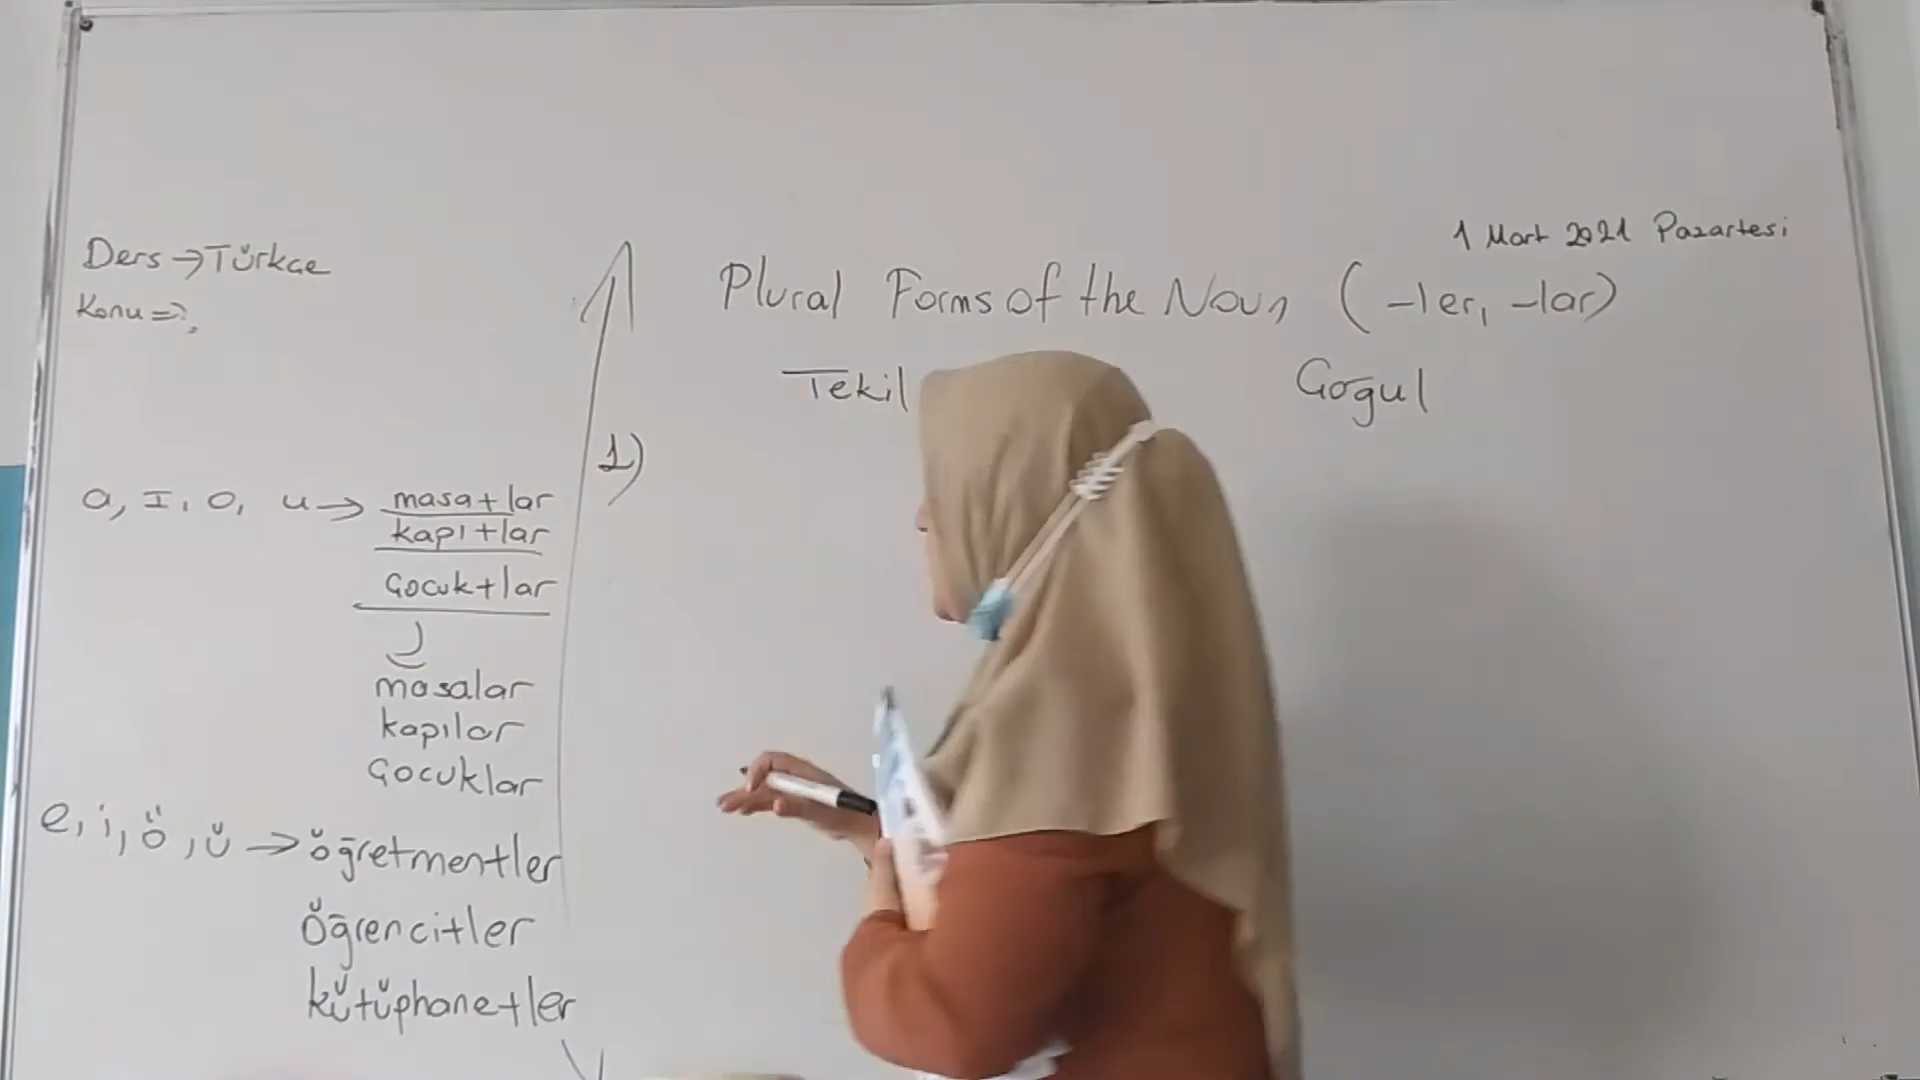 1 Mart 2021 Pazartesi
Ders →Türkçe
Konu =>
Plural Forms of the Noun (-ler, -lar)
Tekil Çoğul
1)
a, I, o, u → masa+lar
kapı+lar
çocuk+lar
masalar
kapılar
çocuklar
e, i, ö, ü → öğretmen+ler
öğrenci+ler
kütüphane+ler